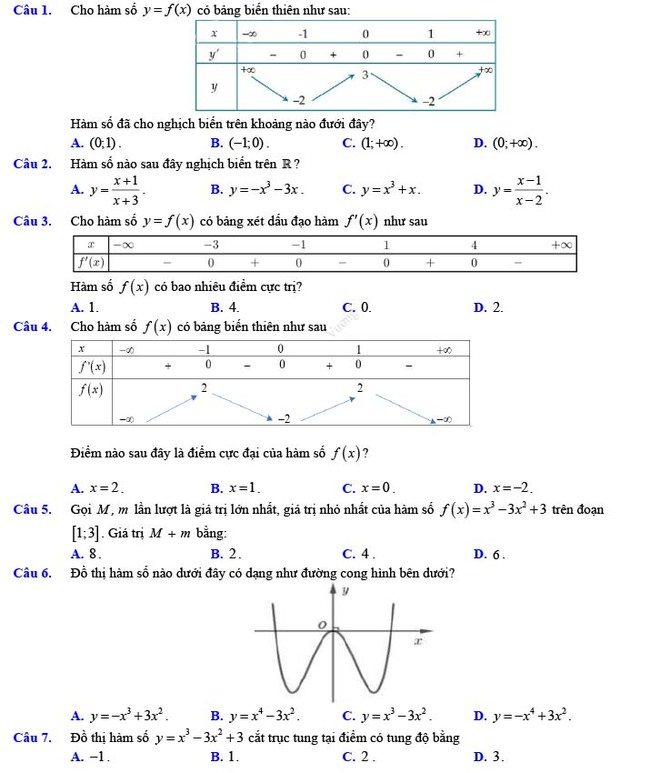 Câu 1. Cho hàm số y = f(x) có bảng biến thiên như sau:
x -∞ -1 0 1 +∞
y' - 0 + 0 - 0 +
+∞ 3 +∞
y
-2 -2
Hàm số đã cho nghịch biến trên khoảng nào dưới đây?
A. (0;1). B. (-1;0). C. (1;+∞). D. (0;+∞).
Câu 2. Hàm số nào sau đây nghịch biến trên ℝ?
A. y = (x+1)/(x+3). B. y = -x³ - 3x. C. y = x³ + x. D. y = (x-1)/(x-2).
Câu 3. Cho hàm số y = f(x) có bảng xét dấu đạo hàm f'(x) như sau
x -∞ -3 -1 1 4 +∞
f'(x) - 0 + 0 - 0 + 0 -
Hàm số f(x) có bao nhiêu điểm cực trị?
A. 1. B. 4. C. 0. D. 2.
Câu 4. Cho hàm số f(x) có bảng biến thiên như sau
x -∞ -1 0 1 +∞
f'(x) + 0 - 0 + 0 -
f(x) 2 2
-∞ -2 -∞
Điểm nào sau đây là điểm cực đại của hàm số f(x)?
A. x = 2. B. x = 1. C. x = 0. D. x = -2.
Câu 5. Gọi M, m lần lượt là giá trị lớn nhất, giá trị nhỏ nhất của hàm số f(x) = x³ - 3x² + 3 trên đoạn
[1;3]. Giá trị M + m bằng:
A. 8. B. 2. C. 4. D. 6.
Câu 6. Đồ thị hàm số nào dưới đây có dạng như đường cong hình bên dưới?
y
O
x
A. y = -x³ + 3x². B. y = x⁴ - 3x². C. y = x³ - 3x². D. y = -x⁴ + 3x².
Câu 7. Đồ thị hàm số y = x³ - 3x² + 3 cắt trục tung tại điểm có tung độ bằng
A. -1. B. 1. C. 2. D. 3.